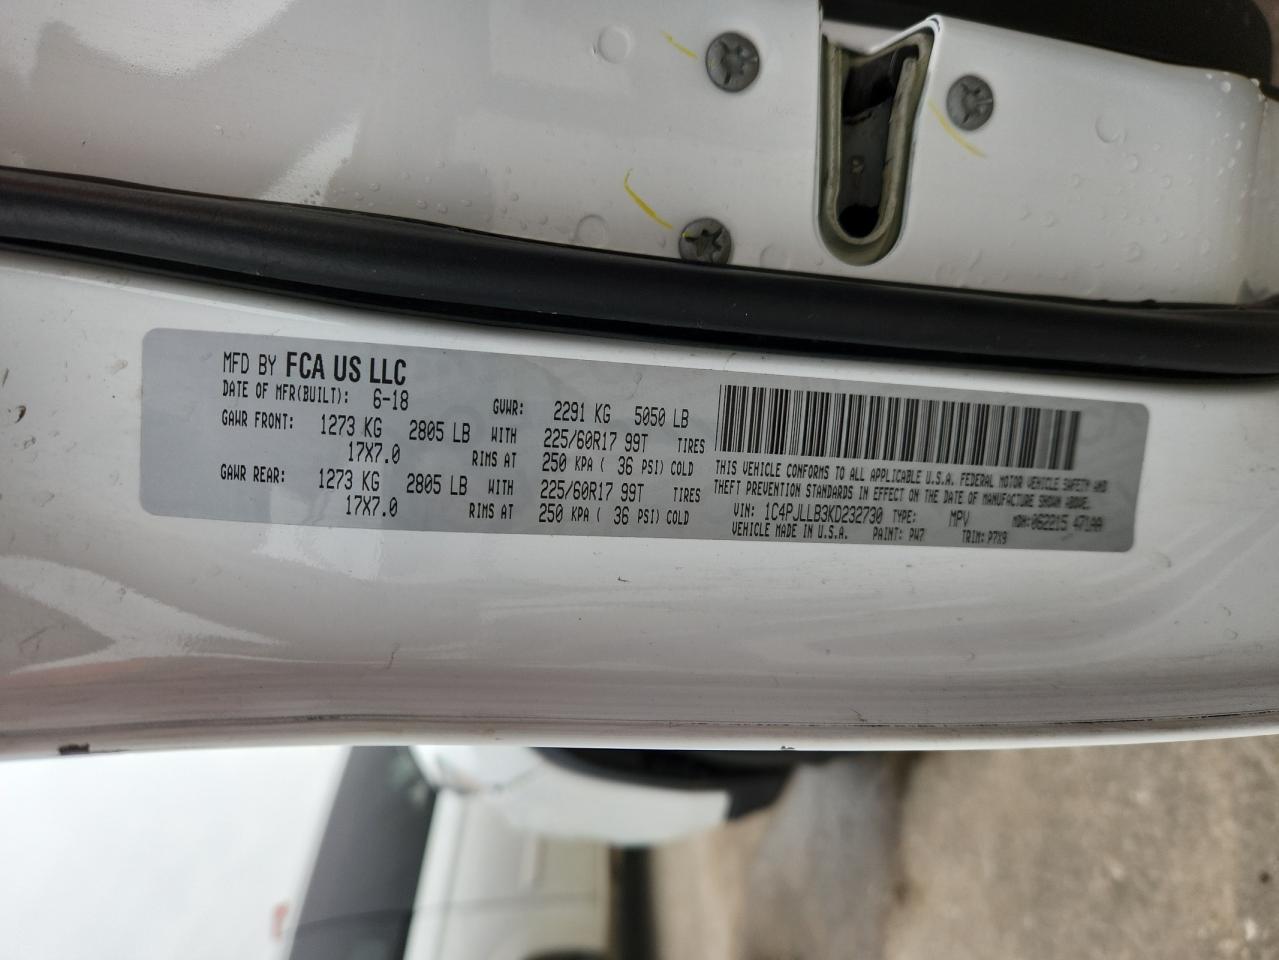 MFD BY FCA US LLC
DATE OF MFR(BUILT): 6-18 GVWR: 2291 KG 5050 LB
GAWR FRONT: 1273 KG 2805 LB WITH 225/60R17 99T TIRES
17X7.0 RIMS AT 250 KPA ( 36 PSI) COLD
GAWR REAR: 1273 KG 2805 LB WITH 225/60R17 99T TIRES
17X7.0 RIMS AT 250 KPA ( 36 PSI) COLD
THIS VEHICLE CONFORMS TO ALL APPLICABLE U.S.A. FEDERAL MOTOR VEHICLE SAFETY AND
THEFT PREVENTION STANDARDS IN EFFECT ON THE DATE OF MANUFACTURE SHOWN ABOVE.
VIN: 1C4PJLLB3KD232730 TYPE: MPV MDH: 062215
VEHICLE MADE IN U.S.A. PAINT: PW7 TRIM: P7X9